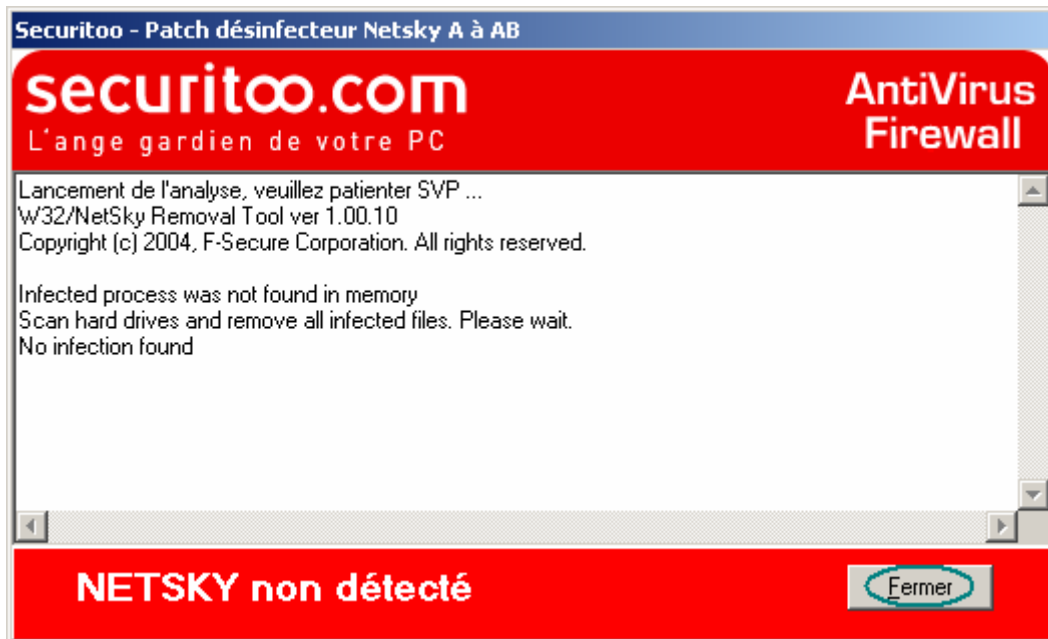 Securitoo - Patch désinfecteur Netsky A à AB
securitoo.com
L'ange gardien de votre PC
AntiVirus
Firewall
Lancement de l'analyse, veuillez patienter SVP ...
W32/NetSky Removal Tool ver 1.00.10
Copyright (c) 2004, F-Secure Corporation. All rights reserved.
Infected process was not found in memory
Scan hard drives and remove all infected files. Please wait.
No infection found
NETSKY non détecté
Fermer